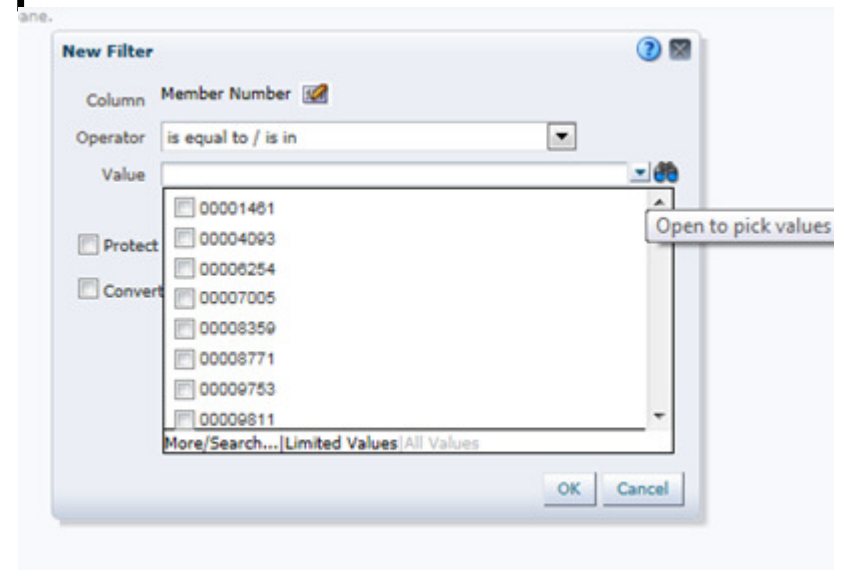 ane.
New Filter
Column Member Number
Operator is equal to / is in
Value
00001461
Open to pick values
Protect 00004093
00006254
Convert 00007005
00008359
00008771
00009753
00009811
More/Search...|Limited Values|All Values
OK Cancel